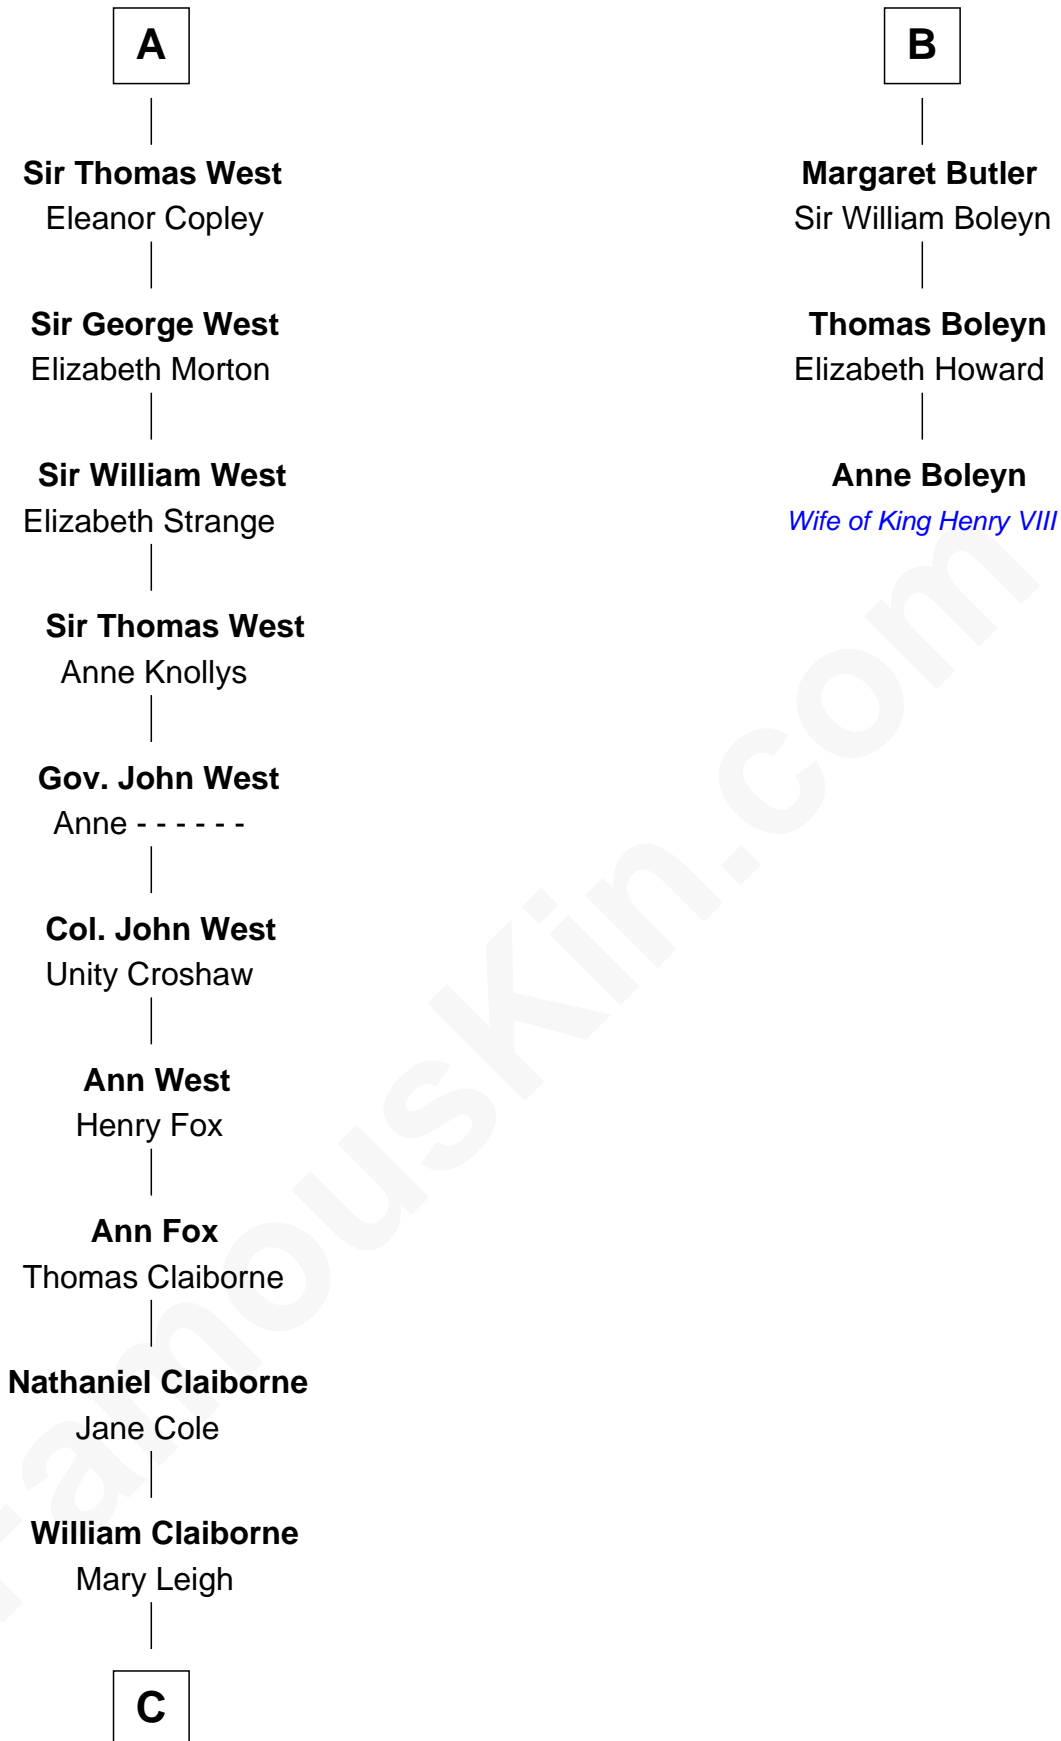 A
Sir Thomas West
Eleanor Copley
Sir George West
Elizabeth Morton
Sir William West
Elizabeth Strange
Sir Thomas West
Anne Knollys
Gov. John West
Anne - - - - - -
Col. John West
Unity Croshaw
Ann West
Henry Fox
Ann Fox
Thomas Claiborne
Nathaniel Claiborne
Jane Cole
William Claiborne
Mary Leigh
C
B
Margaret Butler
Sir William Boleyn
Thomas Boleyn
Elizabeth Howard
Anne Boleyn
Wife of King Henry VIII
FamousKin.com